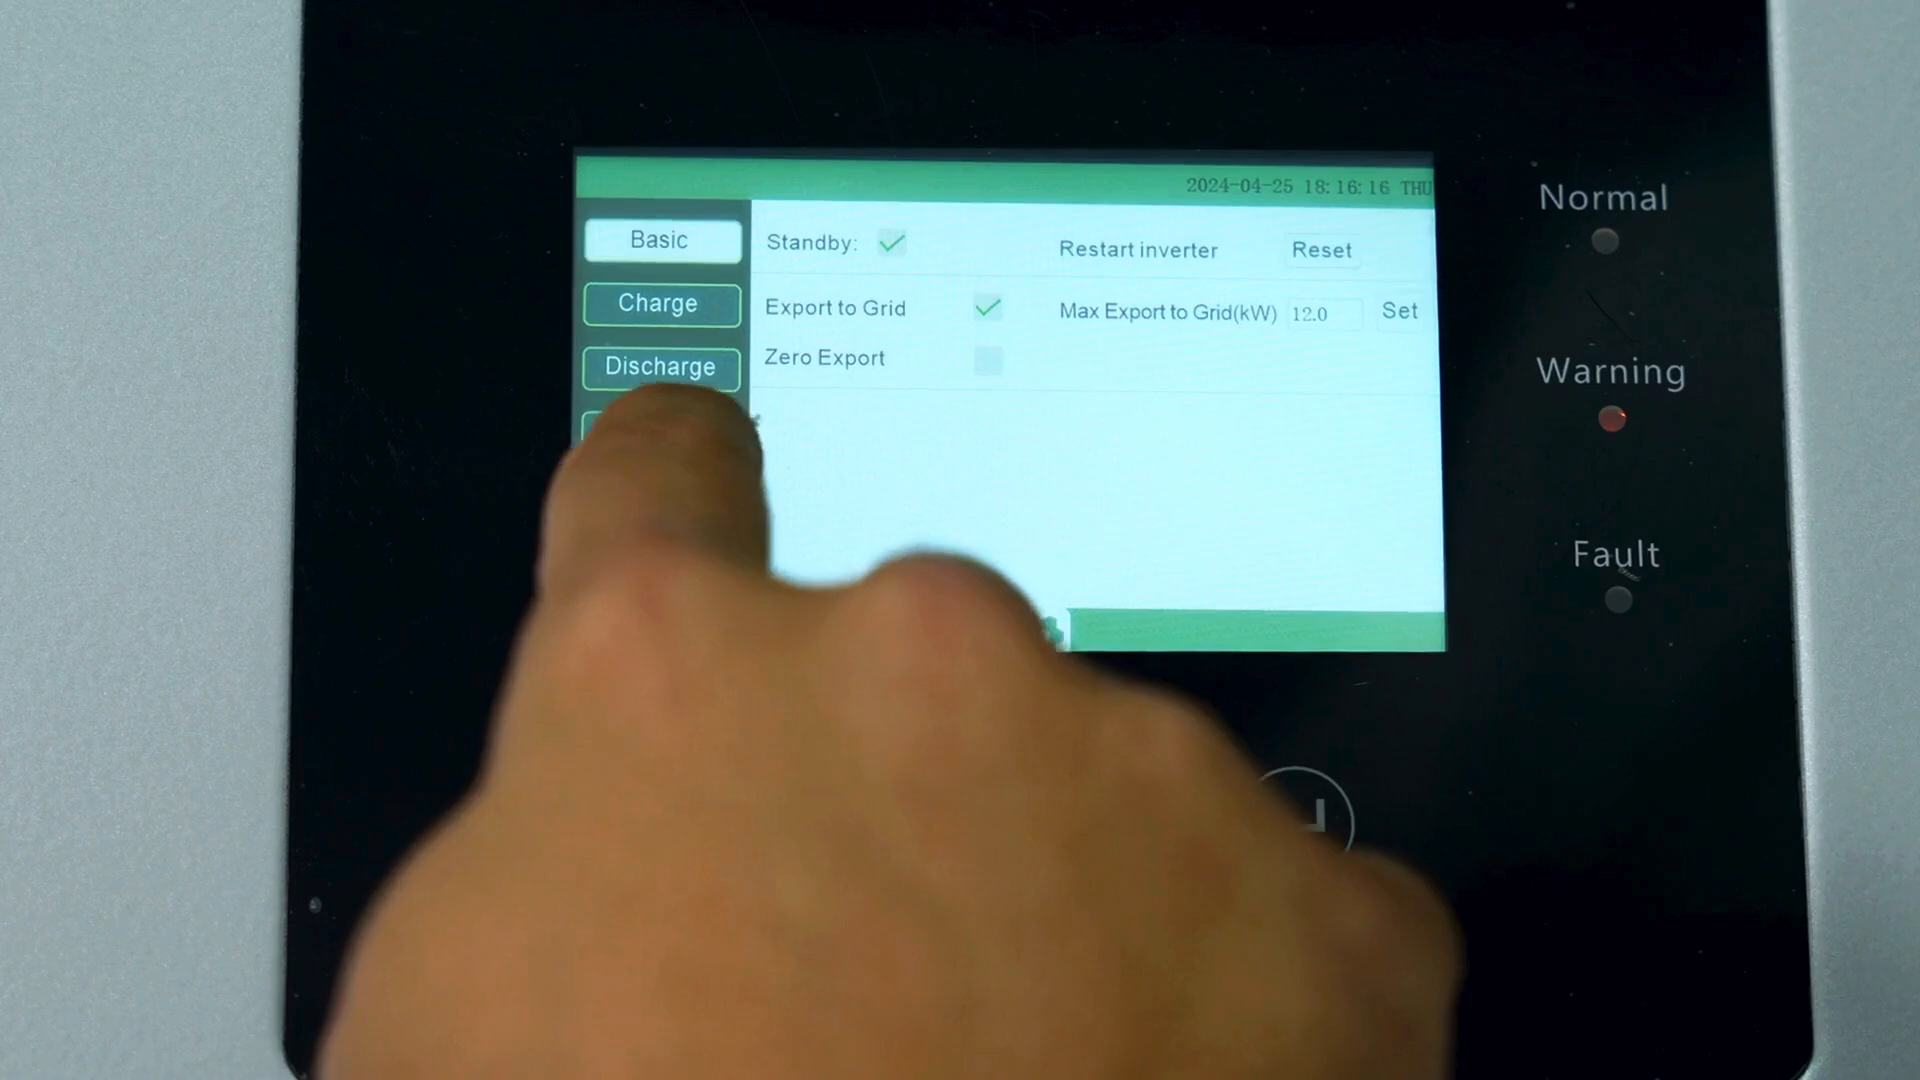 2024-04-25 18:16:16 THU
Basic
Standby:
Restart inverter
Reset
Charge
Export to Grid
Max Export to Grid(kW)
12.0
Set
Discharge
Zero Export
Normal
Warning
Fault